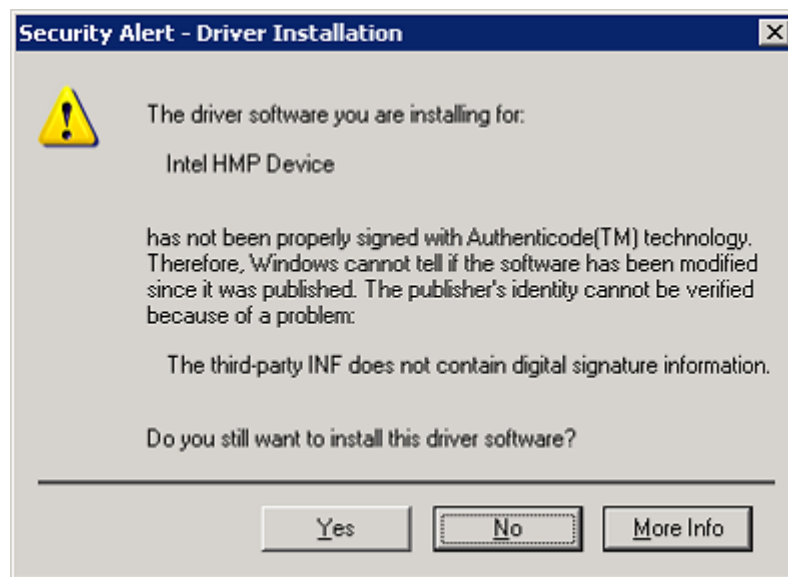 Security Alert - Driver Installation
The driver software you are installing for:
Intel HMP Device
has not been properly signed with Authenticode(TM) technology.
Therefore, Windows cannot tell if the software has been modified
since it was published. The publisher's identity cannot be verified
because of a problem:
The third-party INF does not contain digital signature information.
Do you still want to install this driver software?
Yes No More Info